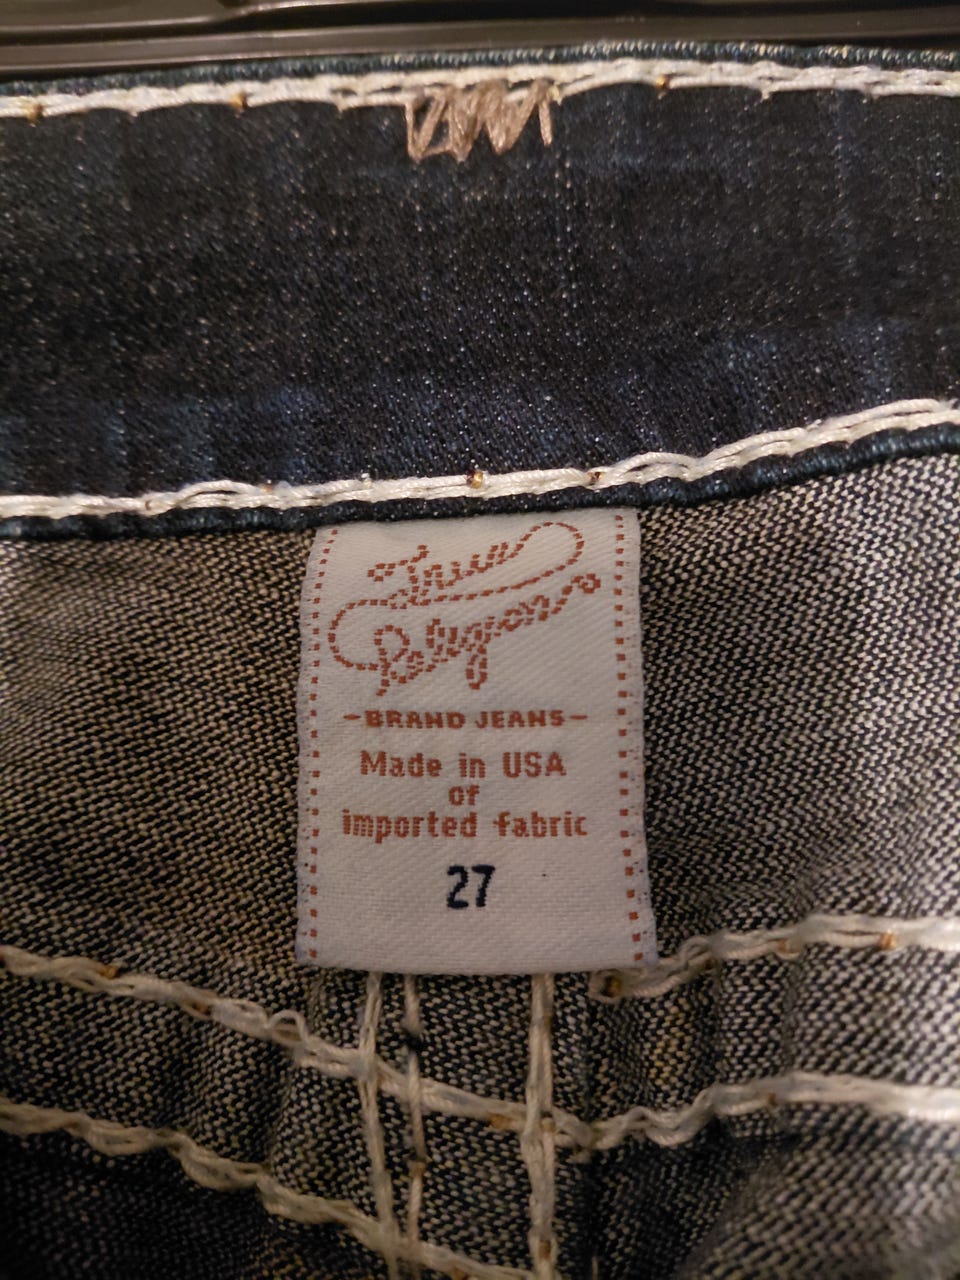 True
Religion
-BRAND JEANS-
Made in USA
of
imported fabric
27